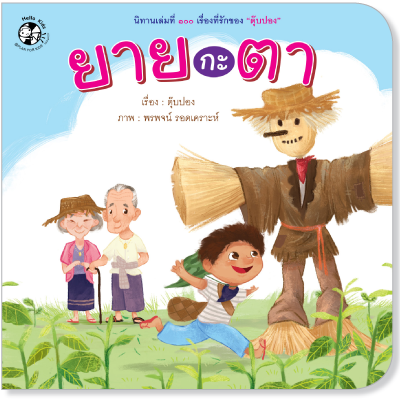 Hello Kids
นิทานเล่มที่ ๑๐๐ เรื่องที่รักของ "ตุ๊บปอง"
ยายกะตา
เรื่อง : ตุ๊บปอง
ภาพ : พรพจน์ รอดเคราะห์